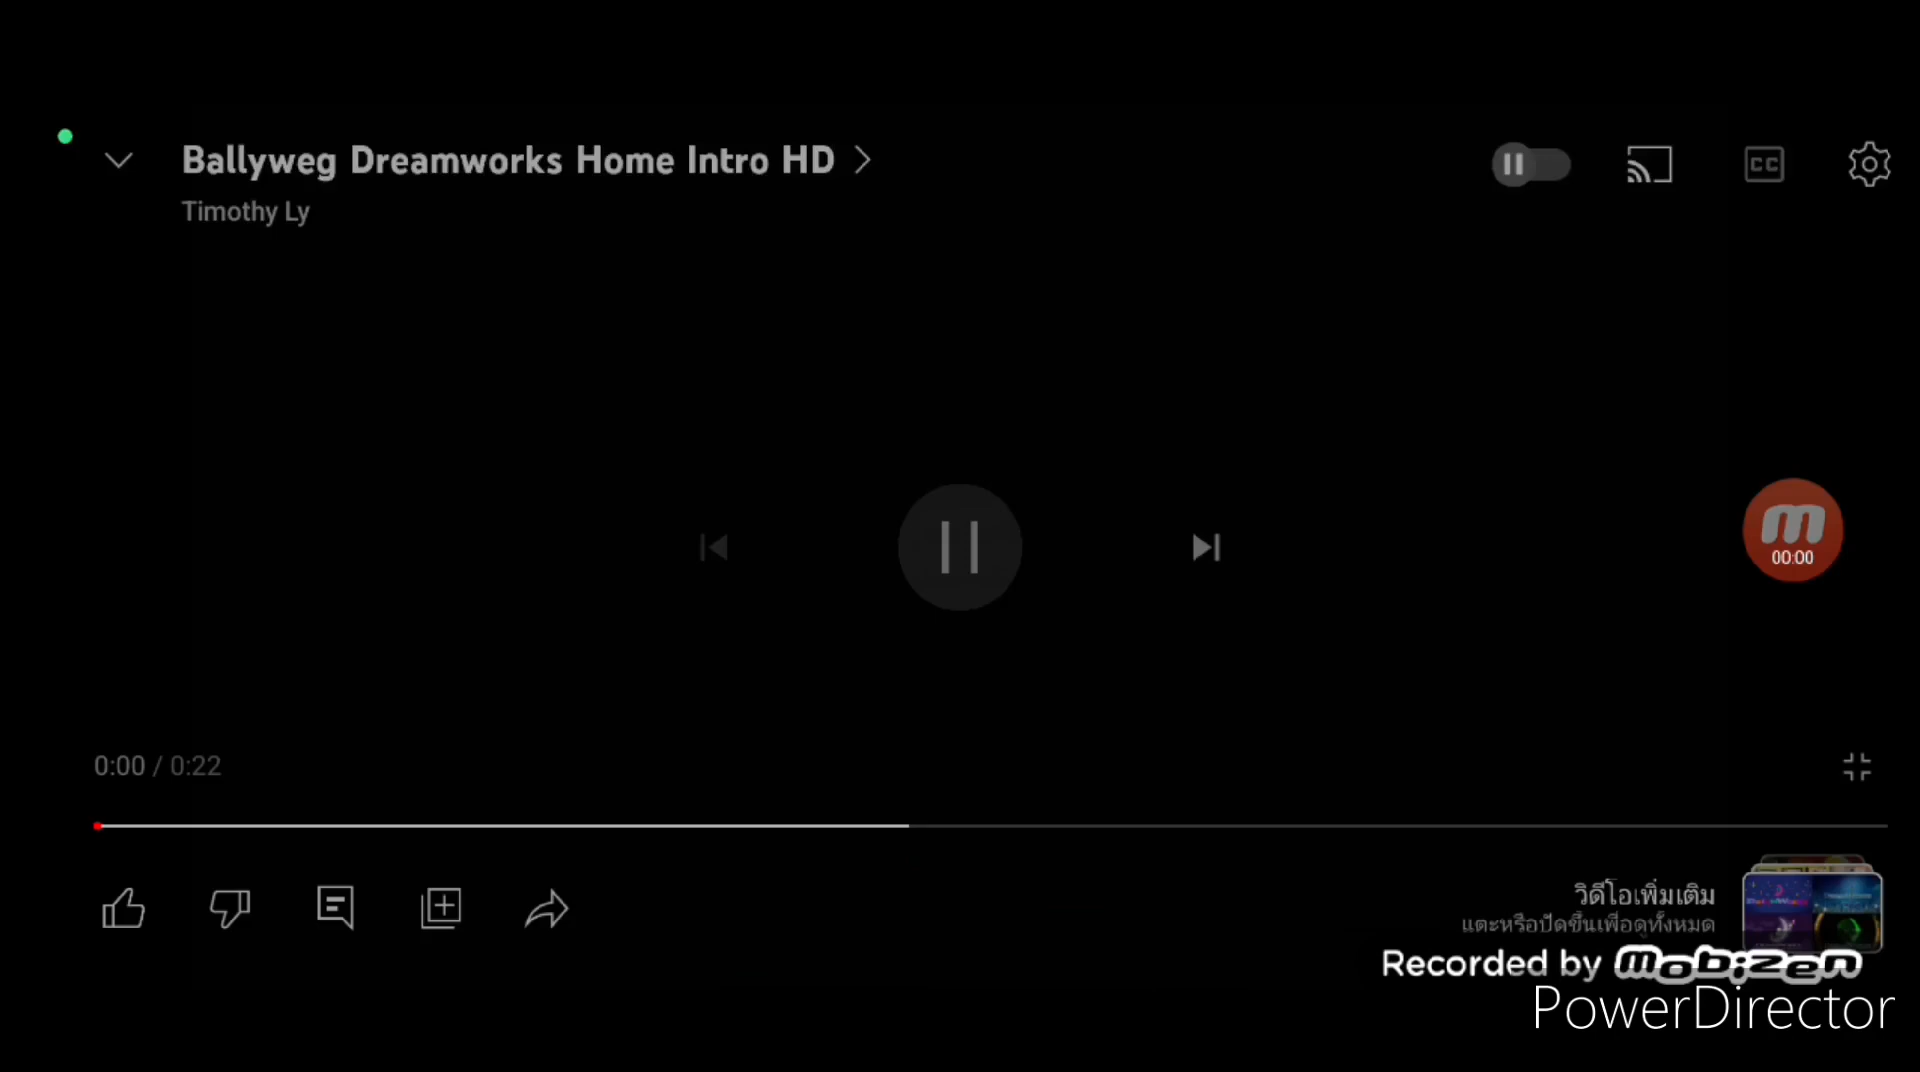 Ballyweg Dreamworks Home Intro HD
Timothy Ly
CC
m
00:00
0:00 / 0:22
วิดีโอเพิ่มเติม
แตะหรือปัดขึ้นเพื่อดูทั้งหมด
Recorded by mobizen
PowerDirector